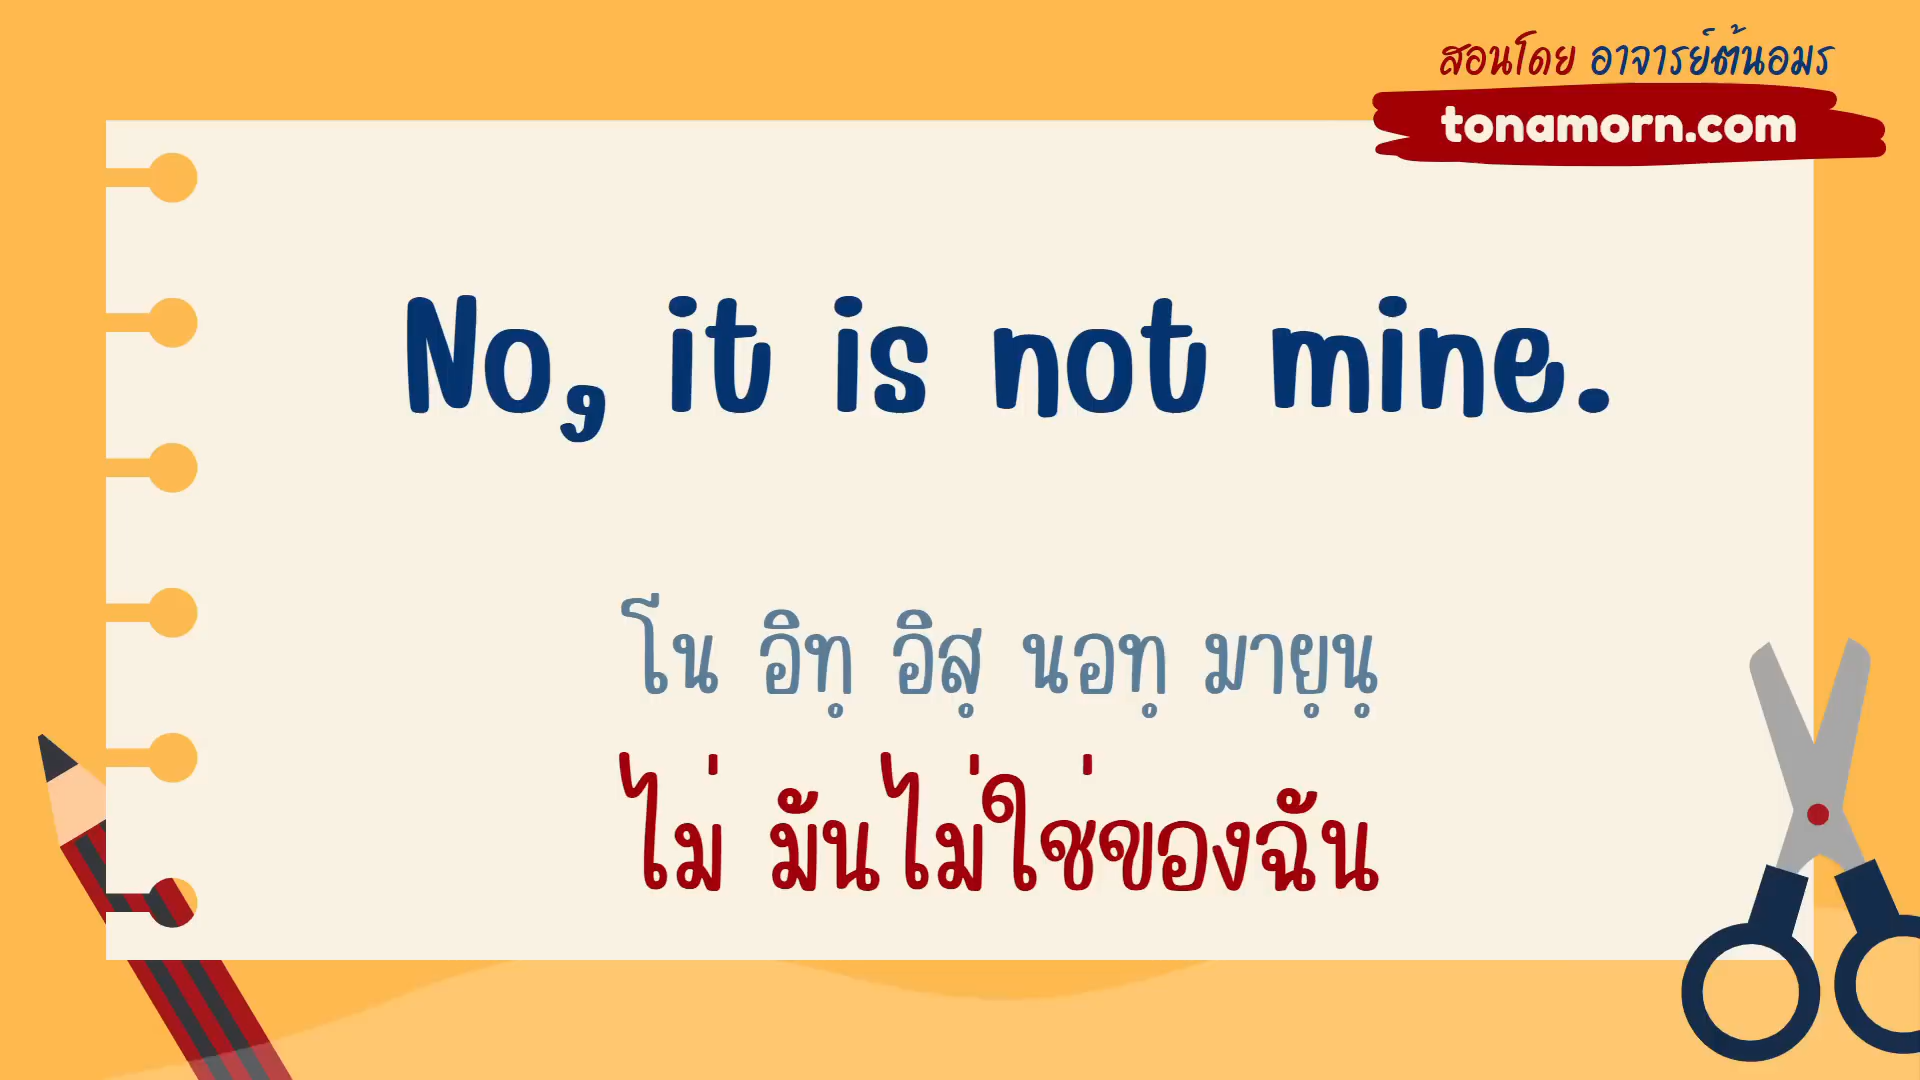 สอนโดย อาจารย์ต้นอมร
tonamorn.com
No, it is not mine.
โน อิทฺ อิสฺ นอทฺ มายฺนฺ
ไม่ มันไม่ใช่ของฉัน